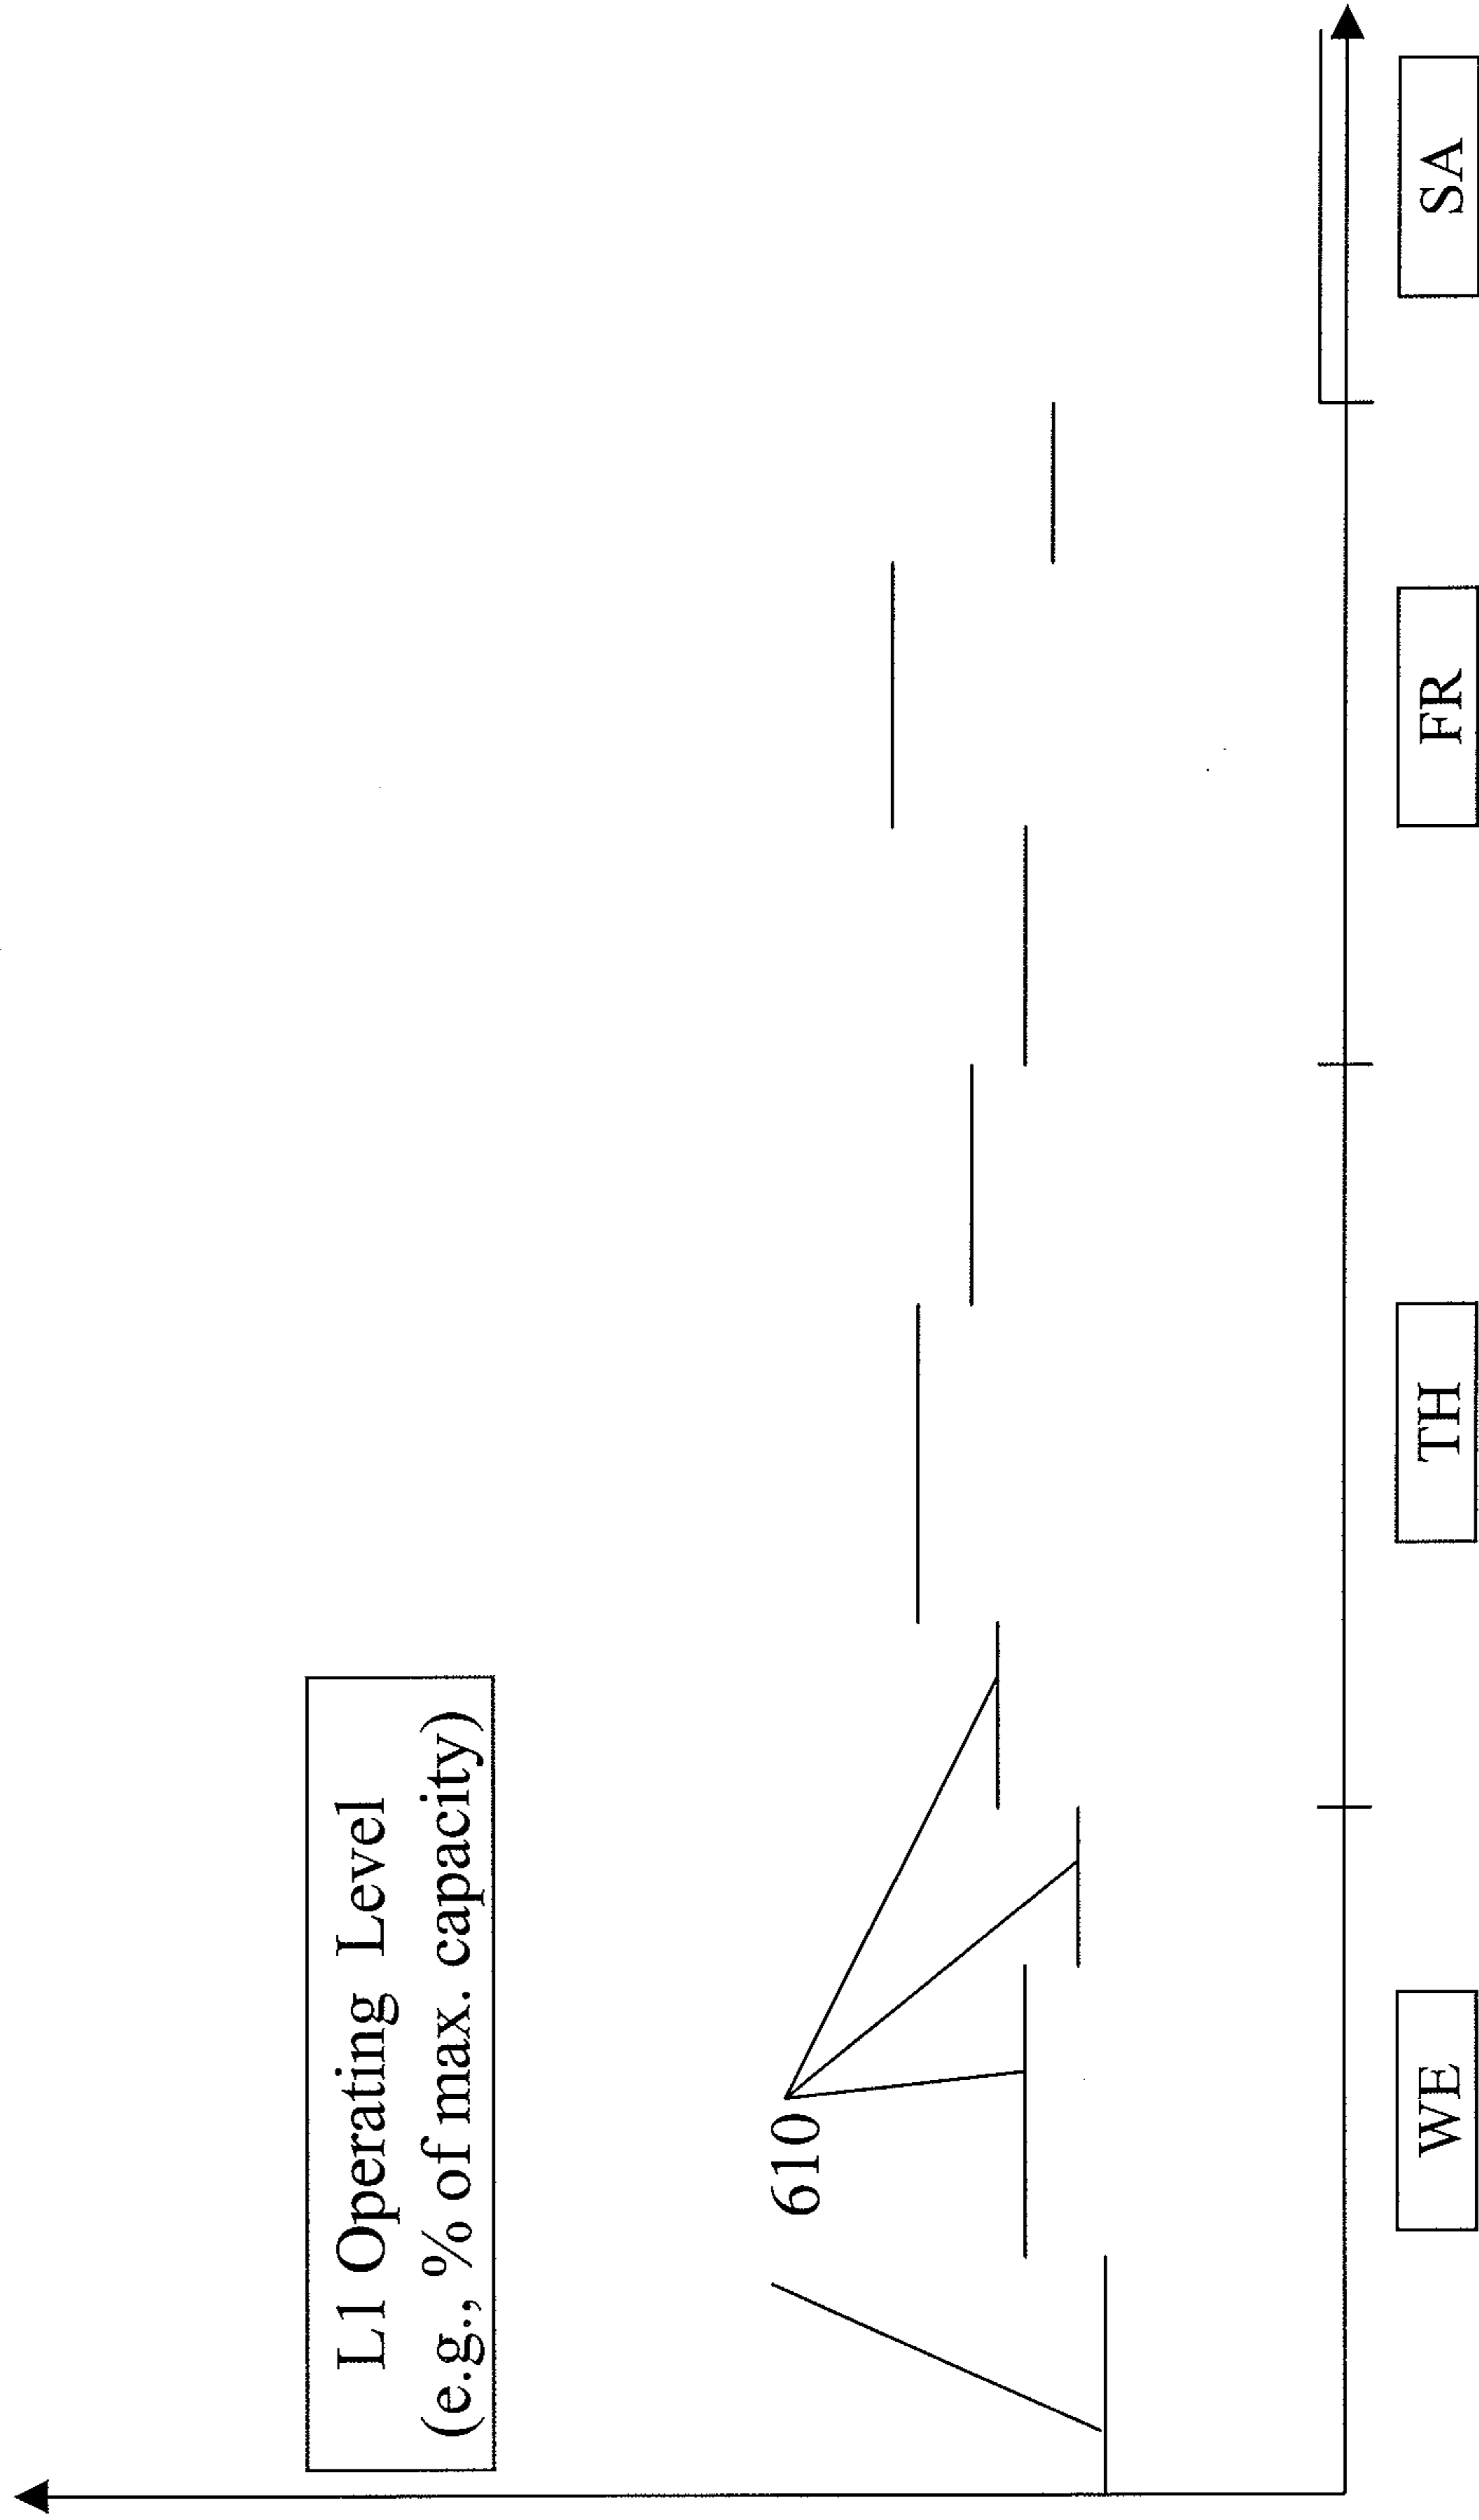 L1 Operating Level
(e.g., % of max. capacity)
610
WE
TH
FR
SA